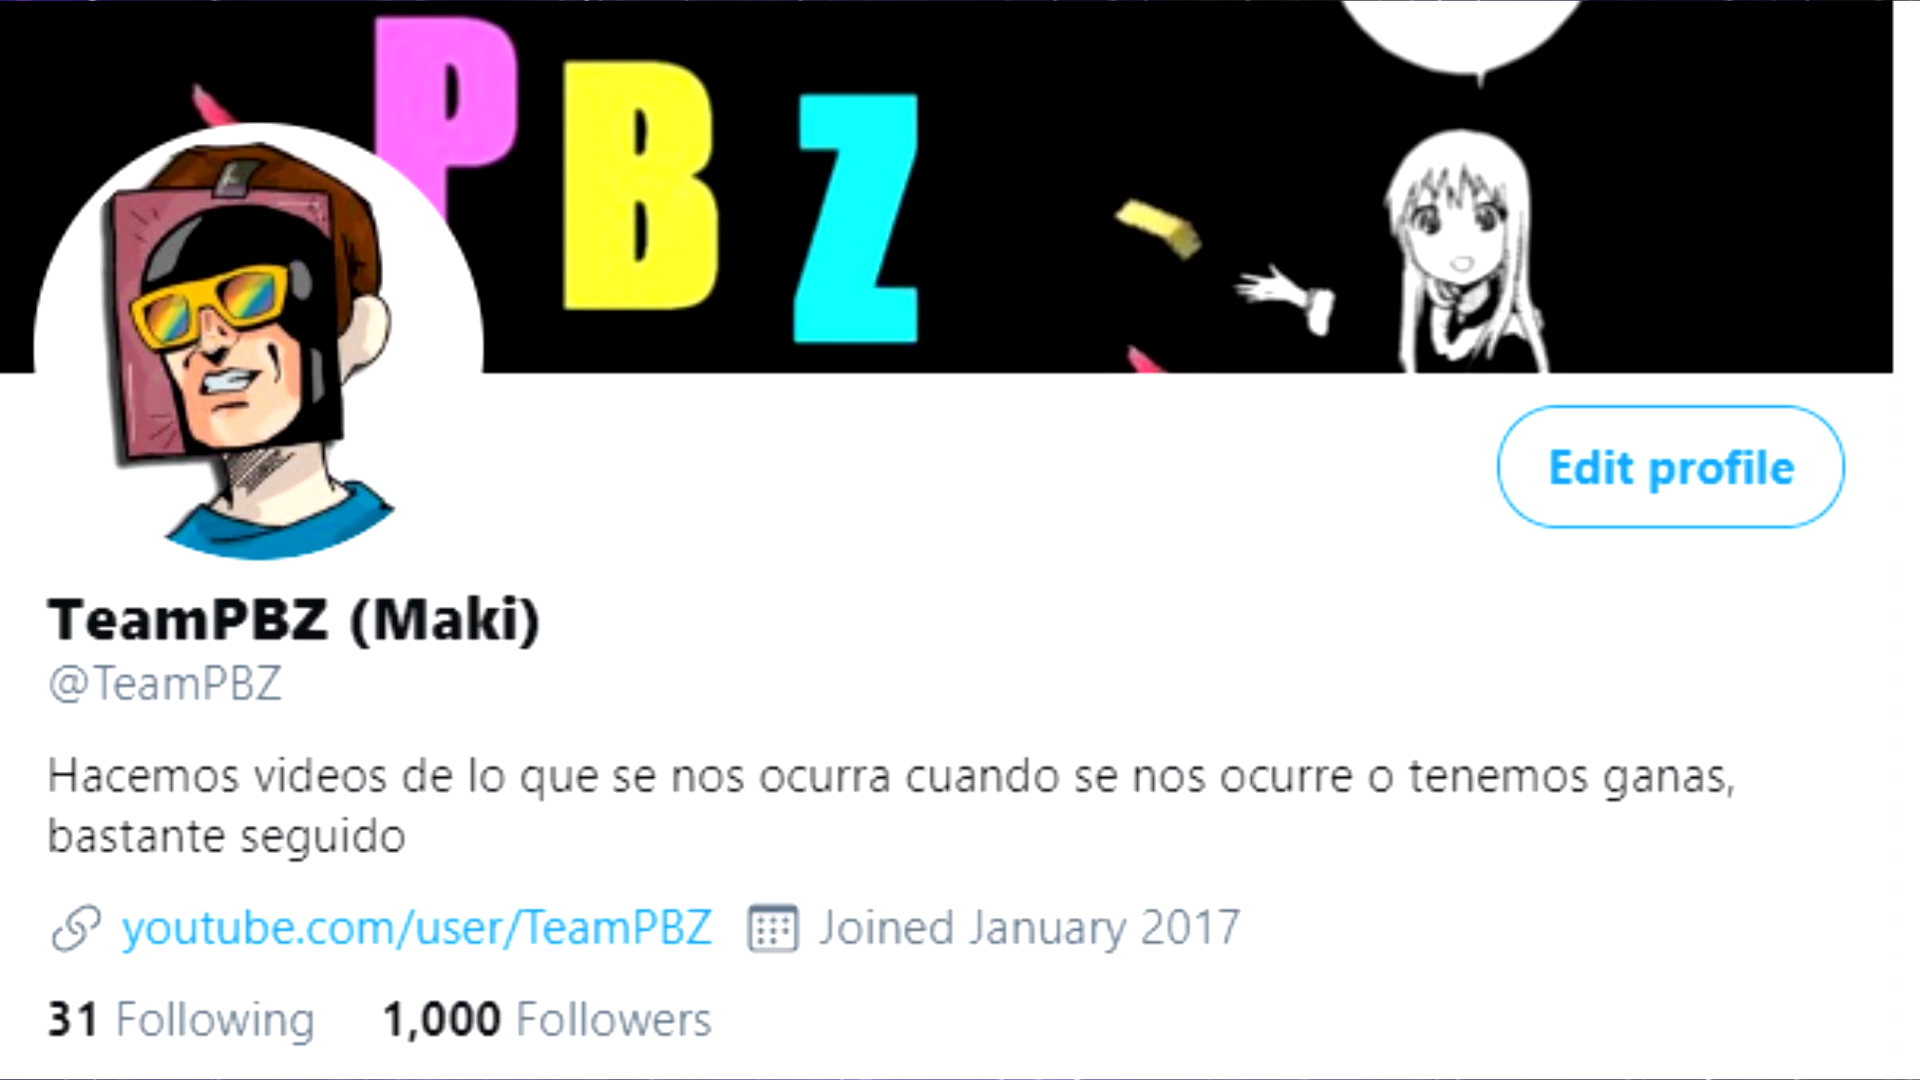 PBZ
Edit profile
TeamPBZ (Maki)
@TeamPBZ
Hacemos videos de lo que se nos ocurra cuando se nos ocurre o tenemos ganas,
bastante seguido
youtube.com/user/TeamPBZ Joined January 2017
31 Following 1,000 Followers